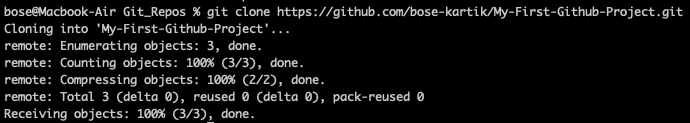 bose@Macbook-Air Git_Repos % git clone https://github.com/bose-kartik/My-First-Github-Project.git
Cloning into 'My-First-Github-Project'...
remote: Enumerating objects: 3, done.
remote: Counting objects: 100% (3/3), done.
remote: Compressing objects: 100% (2/2), done.
remote: Total 3 (delta 0), reused 0 (delta 0), pack-reused 0
Receiving objects: 100% (3/3), done.